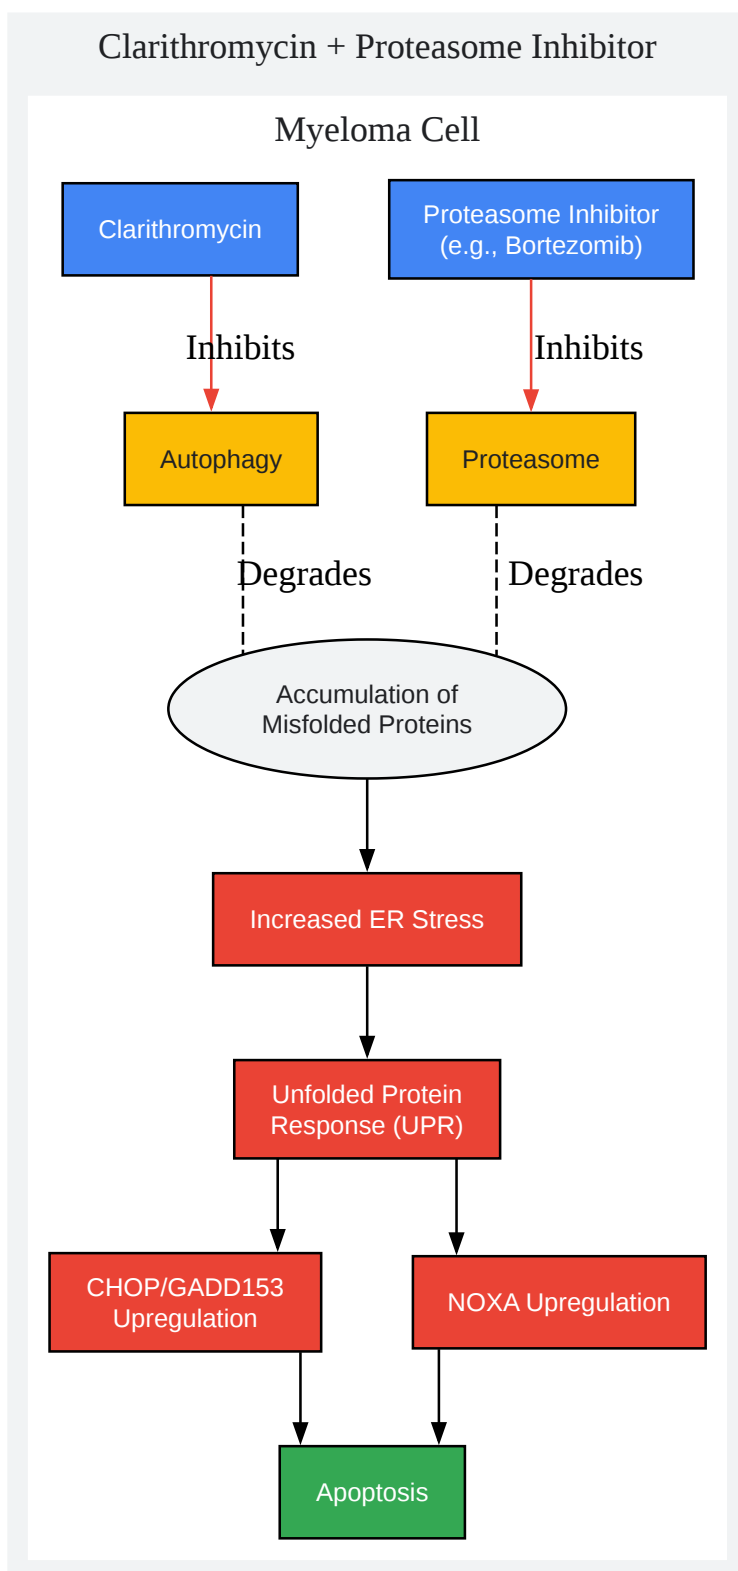 Clarithromycin + Proteasome Inhibitor
Myeloma Cell
Clarithromycin
Proteasome Inhibitor
(e.g., Bortezomib)
Inhibits
Inhibits
Autophagy
Proteasome
Degrades
Degrades
Accumulation of
Misfolded Proteins
Increased ER Stress
Unfolded Protein
Response (UPR)
CHOP/GADD153
Upregulation
NOXA Upregulation
Apoptosis